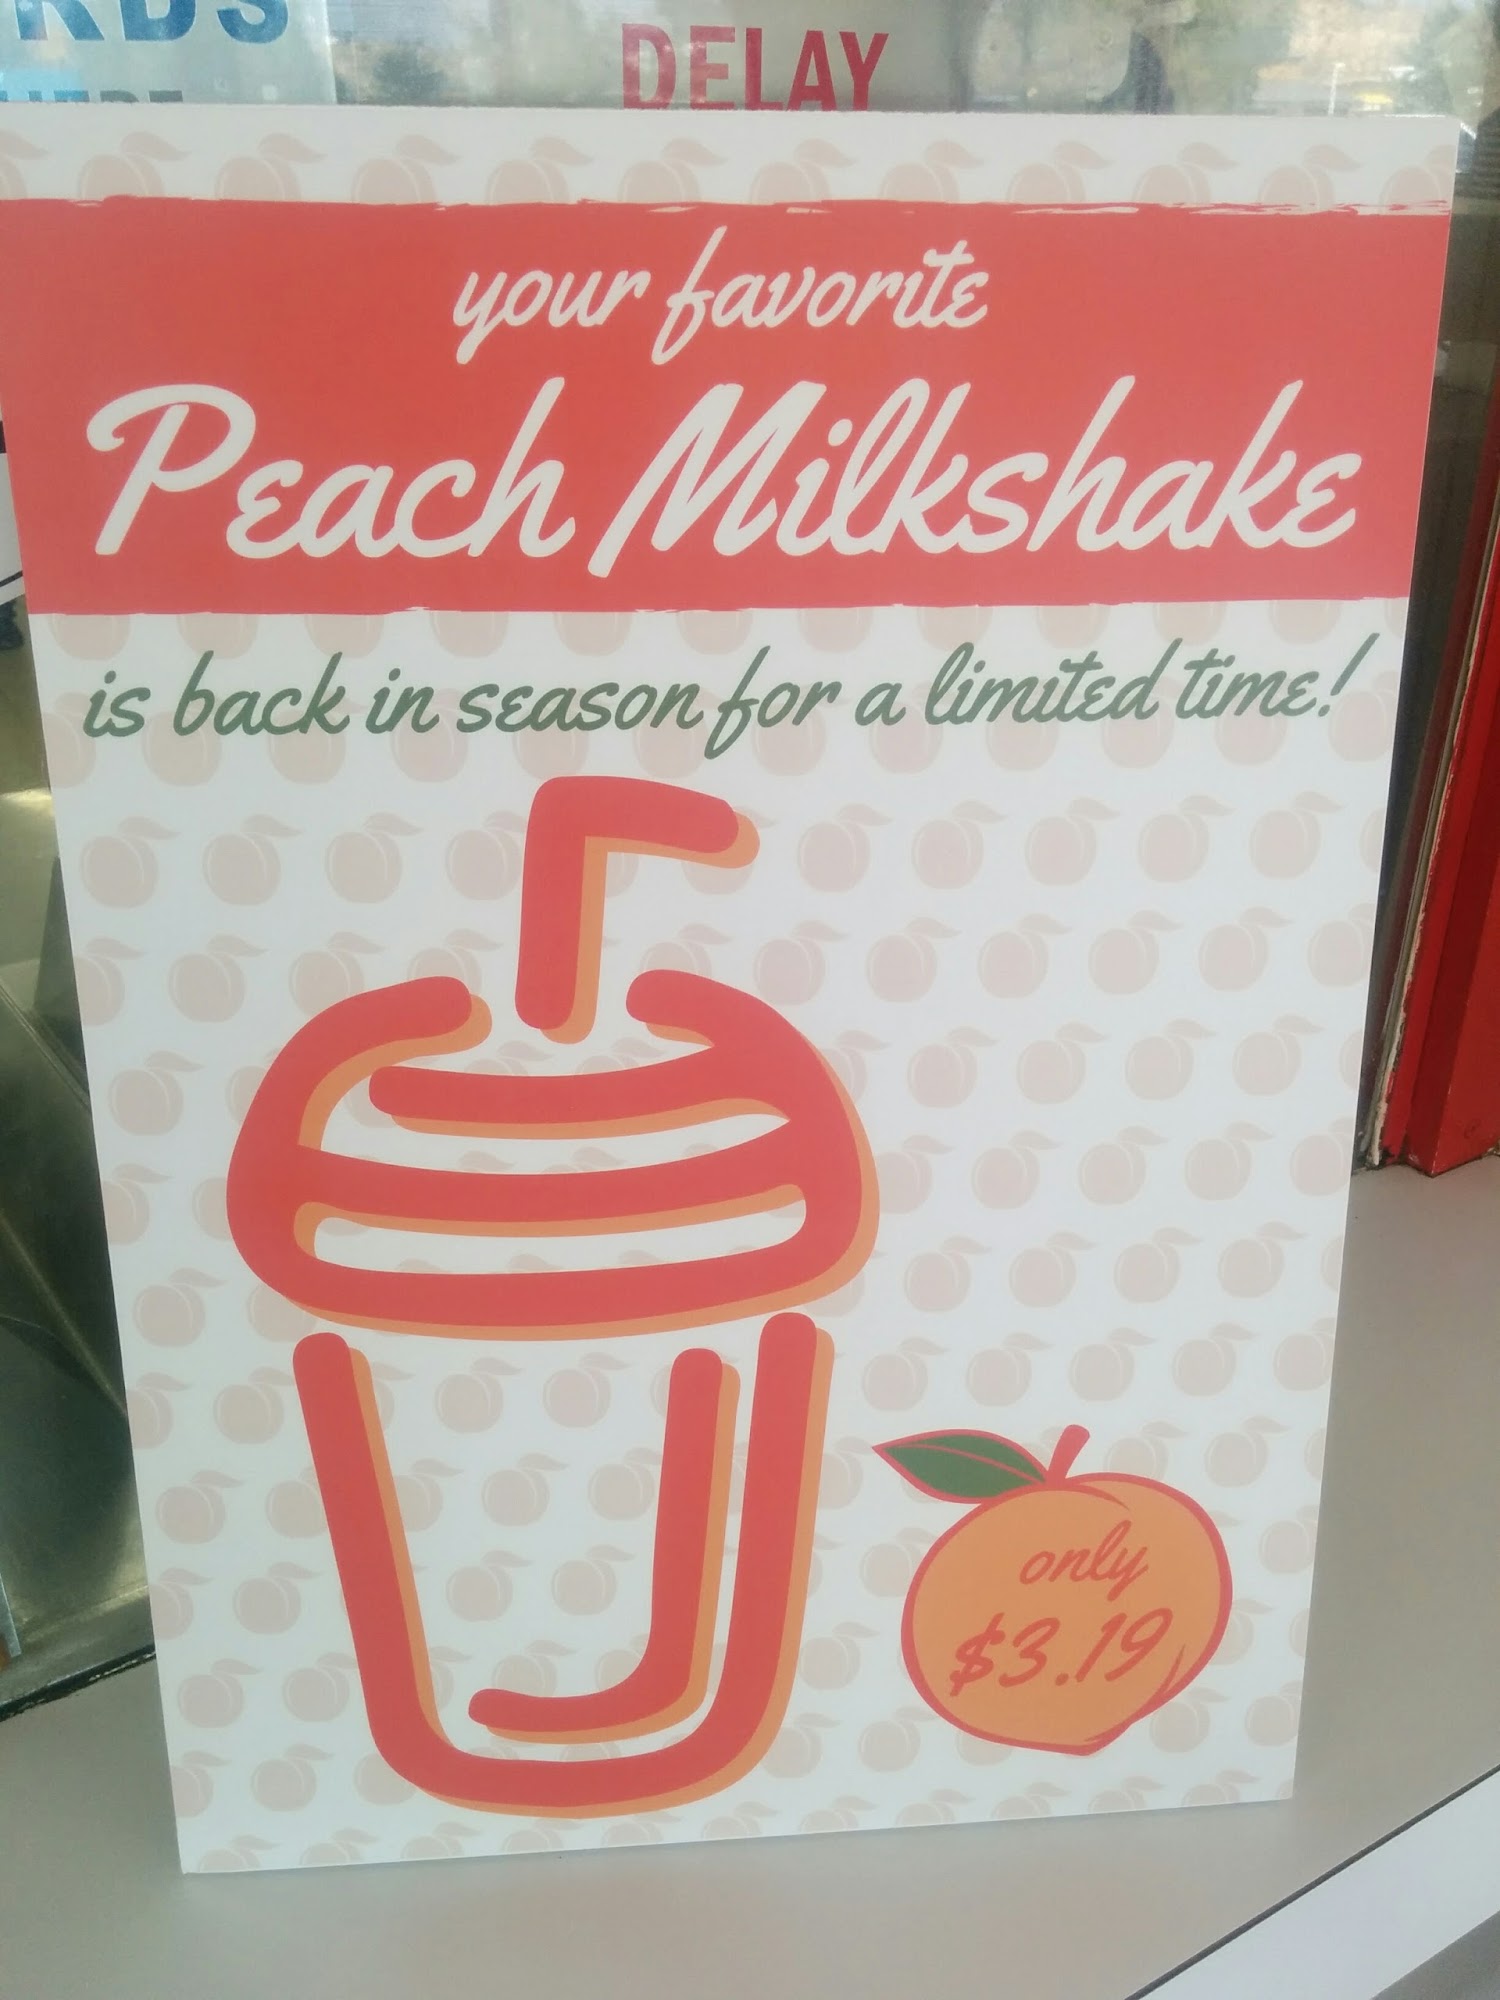 DELAY
your favorite
Peach Milkshake
is back in season for a limited time!
only
$3.19